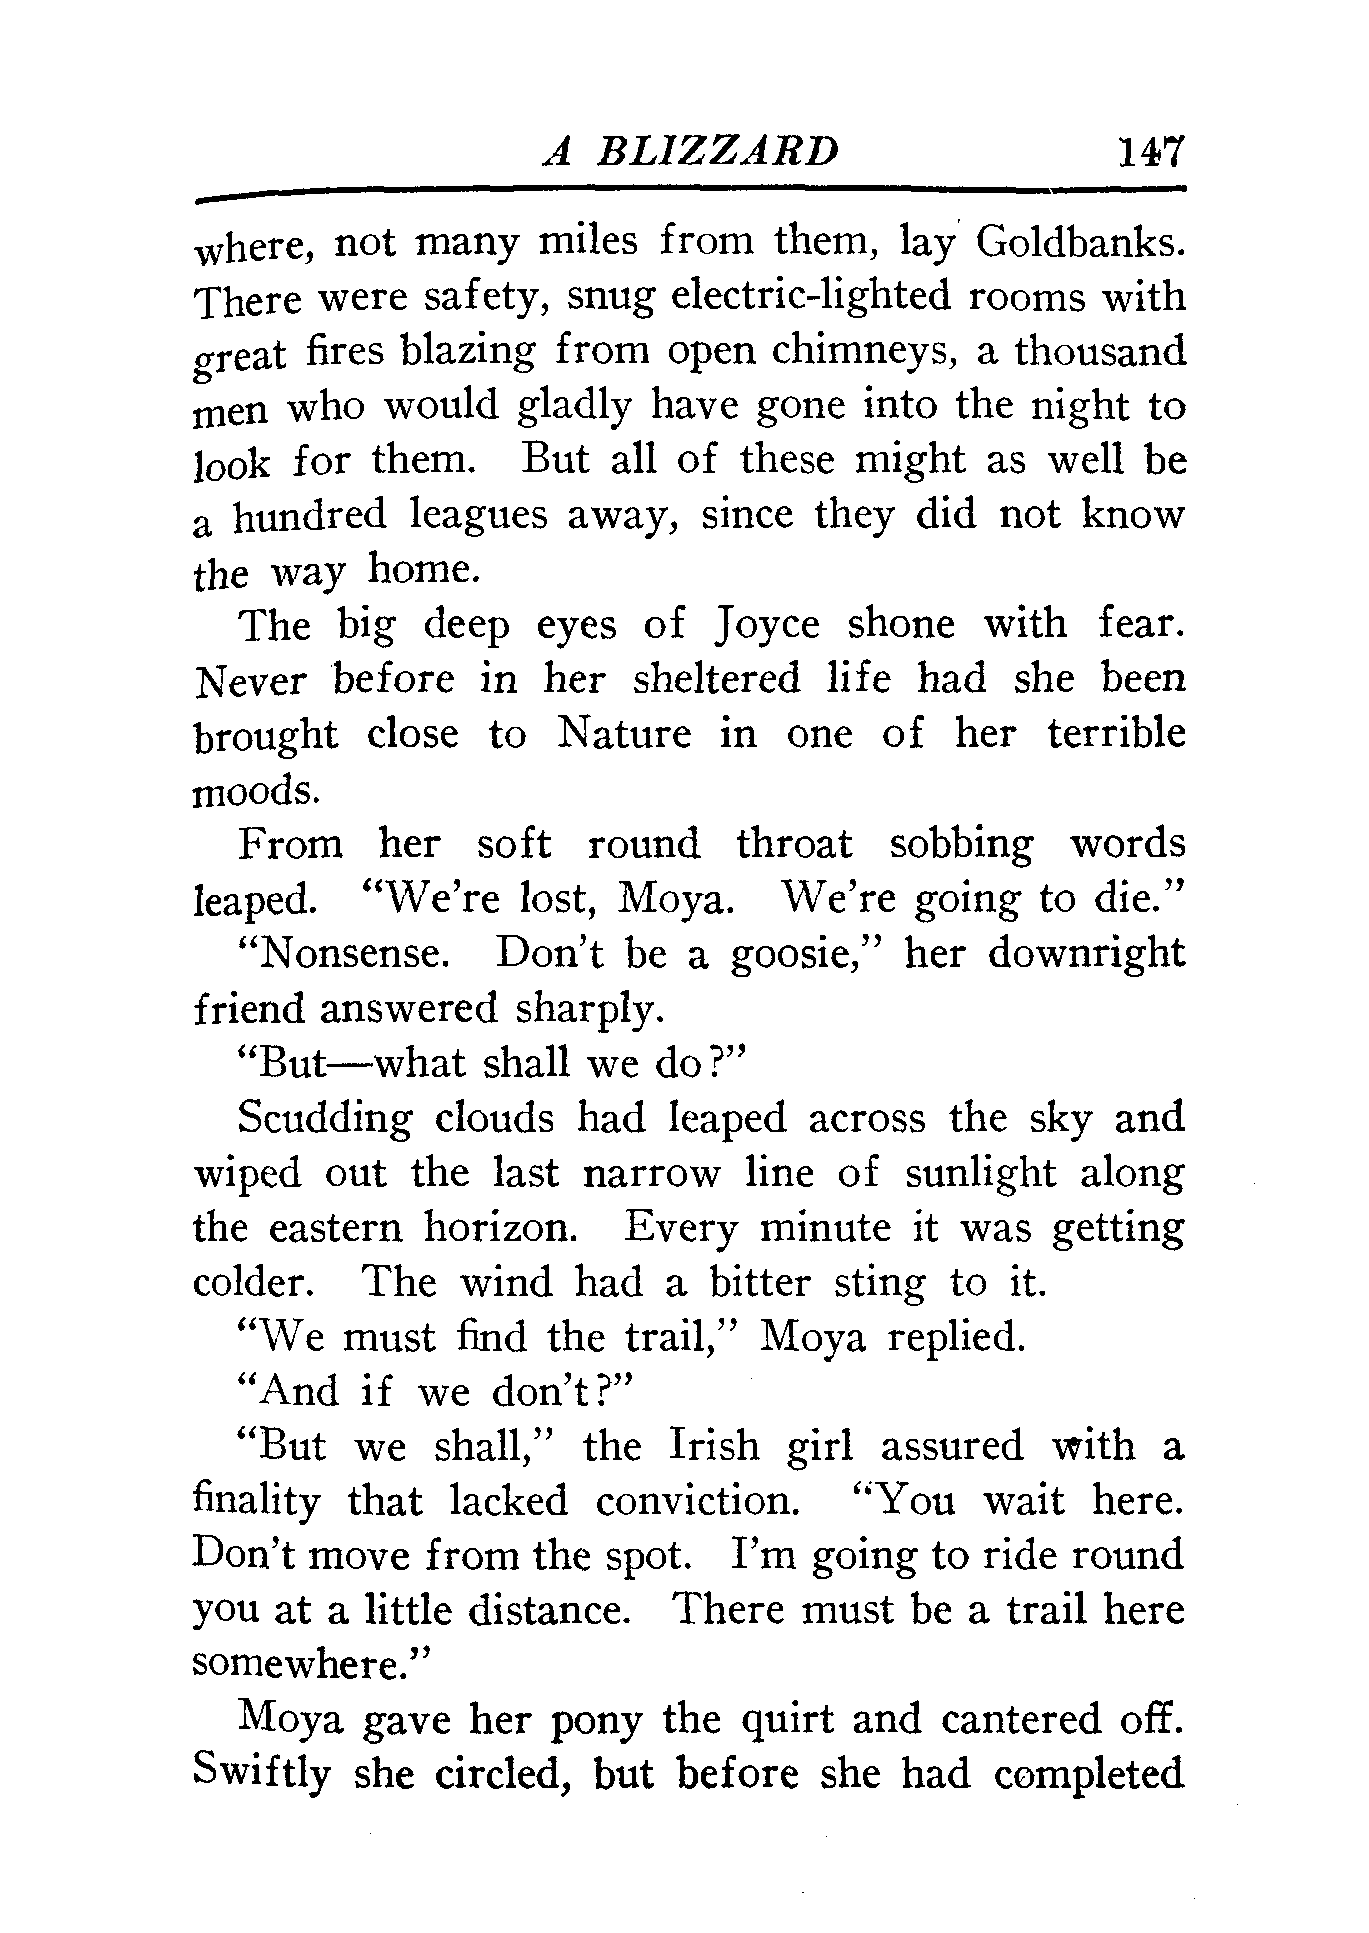 A BLIZZARD 147
where, not many miles from them, lay Goldbanks.
There were safety, snug electric-lighted rooms with
great fires blazing from open chimneys, a thousand
men who would gladly have gone into the night to
look for them. But all of these might as well be
a hundred leagues away, since they did not know
the way home.
The big deep eyes of Joyce shone with fear.
Never before in her sheltered life had she been
brought close to Nature in one of her terrible
moods.
From her soft round throat sobbing words
leaped. “We’re lost, Moya. We’re going to die.”
“Nonsense. Don’t be a goosie,” her downright
friend answered sharply.
“But—what shall we do?”
Scudding clouds had leaped across the sky and
wiped out the last narrow line of sunlight along
the eastern horizon. Every minute it was getting
colder. The wind had a bitter sting to it.
“We must find the trail,” Moya replied.
“And if we don’t?”
“But we shall,” the Irish girl assured with a
finality that lacked conviction. “You wait here.
Don’t move from the spot. I’m going to ride round
you at a little distance. There must be a trail here
somewhere.”
Moya gave her pony the quirt and cantered off.
Swiftly she circled, but before she had completed